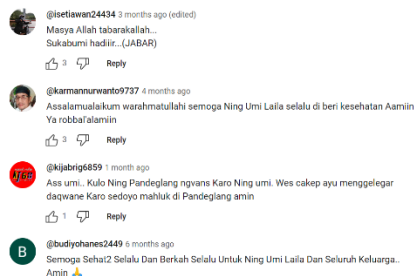 @isetiawan24434 3 months ago (edited)
Masya Allah tabarakallah...
Sukabumi hadiiir...(JABAR)
3 Reply
@karmannurwanto9737 4 months ago
Assalamualaikum warahmatullahi semoga Ning Umi Laila selalu di beri kesehatan Aamiin
Ya robbal'alamiin
3 Reply
@kijabrig6859 1 month ago
Ass umi.. Kulo Ning Pandeglang ngvans Karo Ning umi. Wes cakep ayu menggelegar
daqwane Karo sedoyo mahluk di Pandeglang amin
1 Reply
B
@budiyohanes2449 6 months ago
Semoga Sehat2 Selalu Dan Berkah Selalu Untuk Ning Umi Laila Dan Seluruh Keluarga..
Amin 🙏